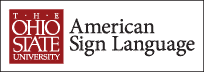 THE
OHIO
STATE
UNIVERSITY
American
Sign Language